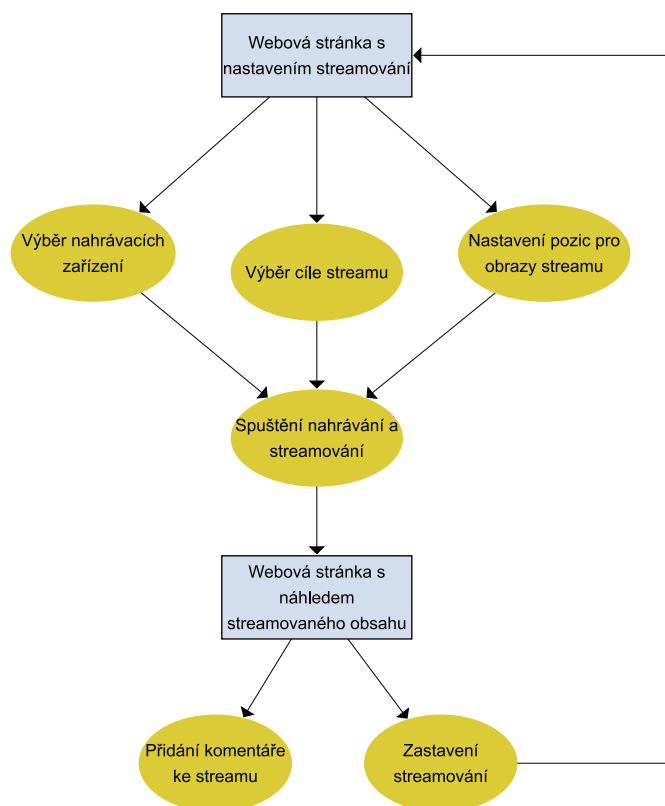 Webová stránka s
nastavením streamování
Výběr nahrávacích
zařízení
Výběr cíle streamu
Nastavení pozic pro
obrazy streamu
Spuštění nahrávání a
streamování
Webová stránka s
náhledem
streamovaného obsahu
Přidání komentáře
ke streamu
Zastavení
streamování